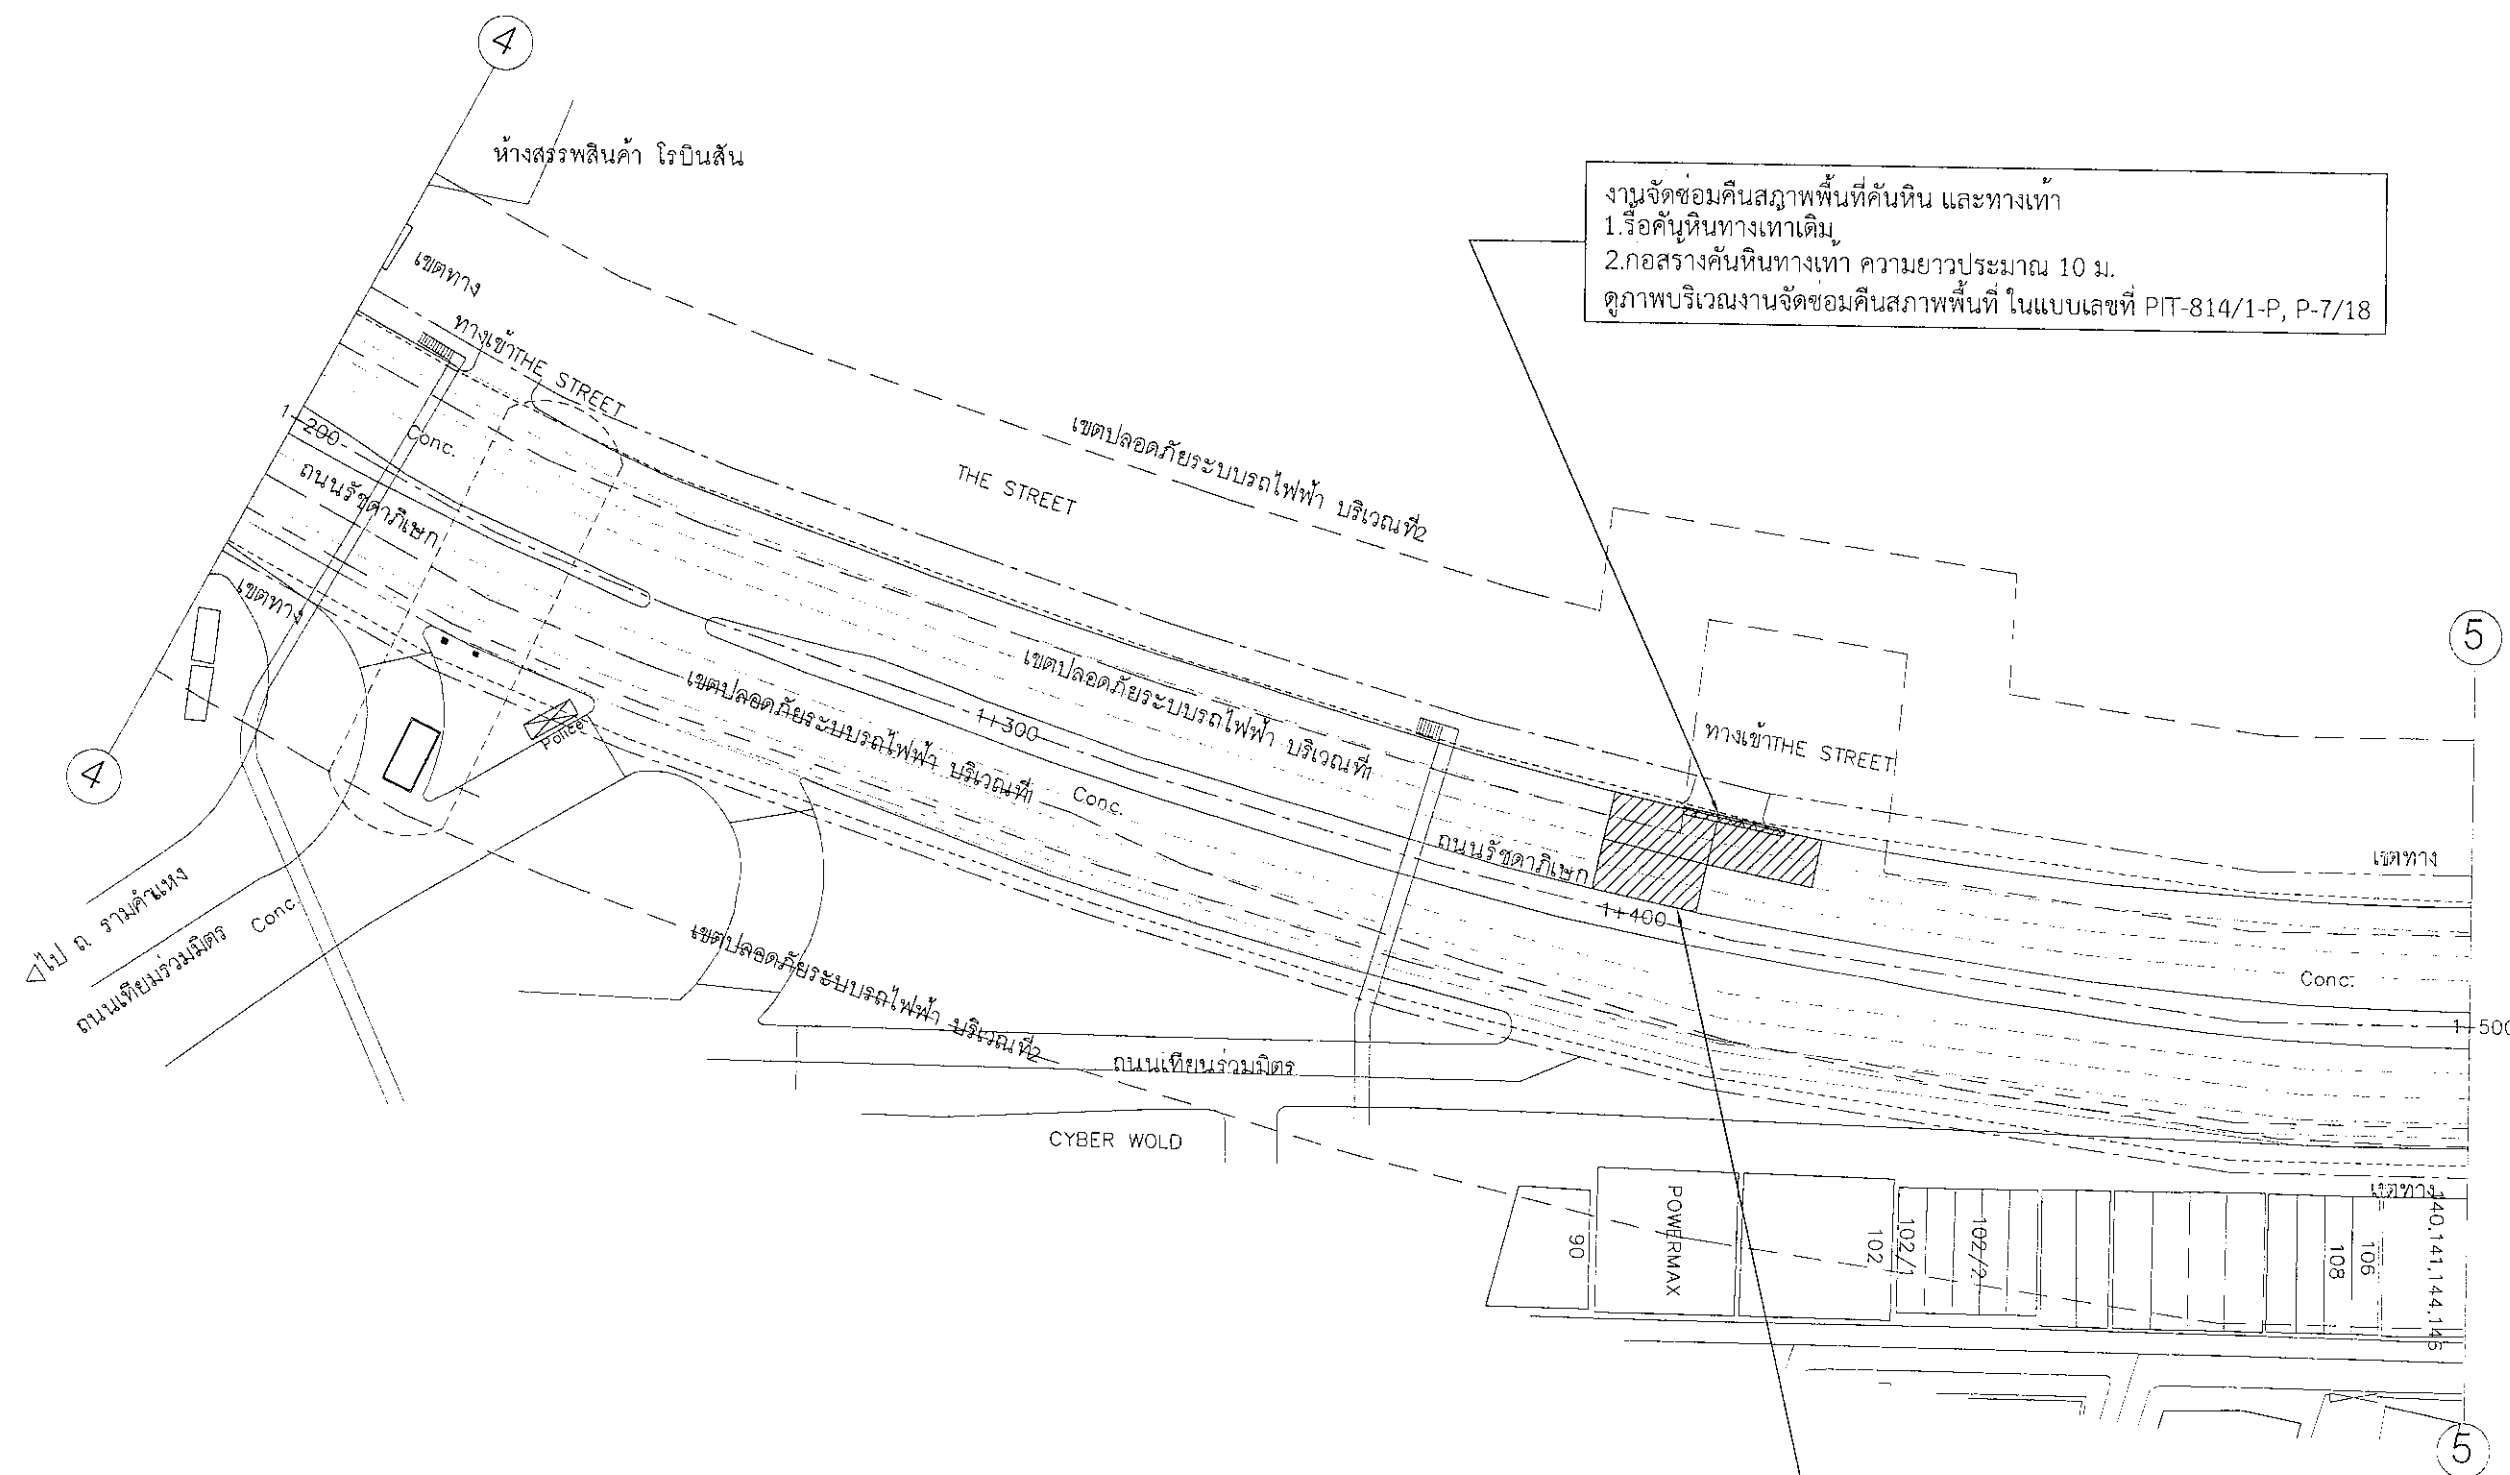 4
ห้างสรรพสินค้า โรบินสัน
งานจัดซ่อมคืนสภาพพื้นที่คันหิน และทางเท้า
1.รื้อคันหินทางเท้าเดิม
2.ก่อสร้างคันหินทางเท้า ความยาวประมาณ 10 ม.
ดูภาพบริเวณงานจัดซ่อมคืนสภาพพื้นที่ ในแบบเลขที่ PIT-814/1-P, P-7/18
เขตทาง
ทางเข้าTHE STREET
1+200
Conc.
ถนนรัชดาภิเษก
เขตทาง
เขตปลอดภัยระบบรถไฟฟ้า บริเวณที่2
THE STREET
5
เขตปลอดภัยระบบรถไฟฟ้า บริเวณที่1
เขตปลอดภัยระบบรถไฟฟ้า บริเวณที่1
1+300
Police
ทางเข้าTHE STREET
4
Conc.
ถนนรัชดาภิเษก
1+400
เขตทาง
ไป ถ. รามคำแหง
ถนนเทียมร่วมมิตร
Conc.
เขตปลอดภัยระบบรถไฟฟ้า บริเวณที่2
Conc.
1+500
ถนนเทียนร่วมมิตร
CYBER WOLD
เขตทาง
90
POWERMAX
102
102/1
102/2
108
106
140,141,144,146
5